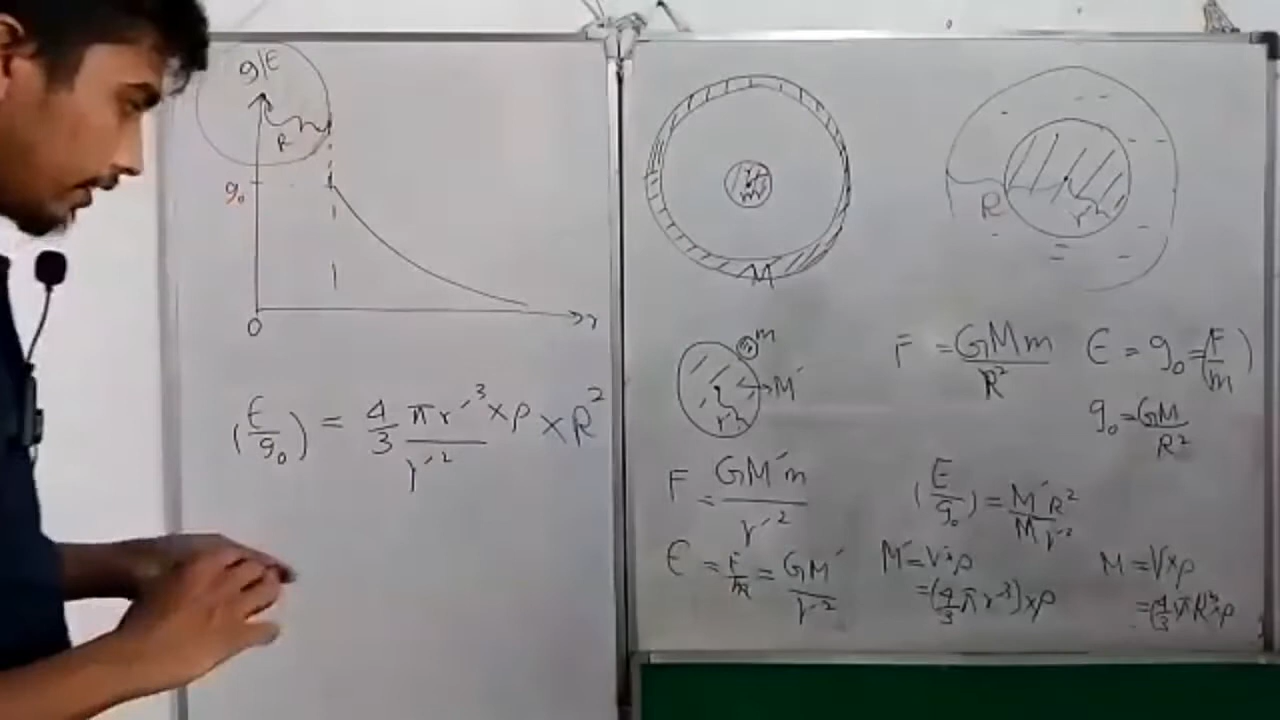 g/E
R
g₀
0
r
(E/g₀) = 4/3 πr´³×ρ / r´² × R²
M
R
r´
m
M´
r´
F = GMm/R²
E = g₀ = (F/m)
g₀ = GM/R²
F = GM´m/r´²
(E/g₀) = M´R²/Mr´²
E = F/m = GM´/r´²
M´ = V×ρ
= (4/3 πr´³)×ρ
M = V×ρ
= (4/3 πR³×ρ